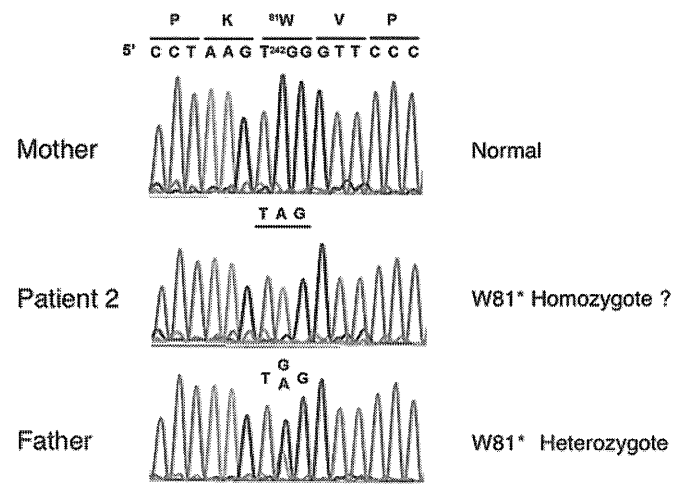 P K ⁸¹W V P
5' C C T A A G T²⁴²G G G T T C C C
Mother Normal
T A G
Patient 2 W81* Homozygote ?
G
T A G
Father W81* Heterozygote